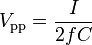 V_pp = I / 2fC